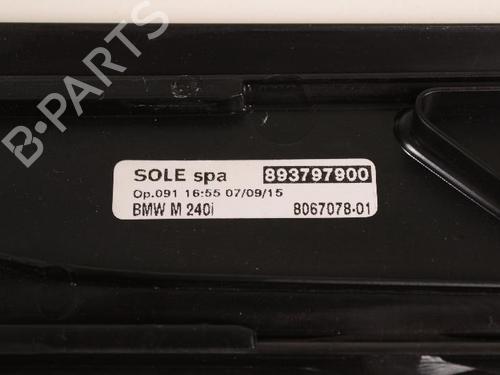 B-PARTS
SOLE spa 893797900
Op.091 16:55 07/09/15
BMW M 240i 8067078-01